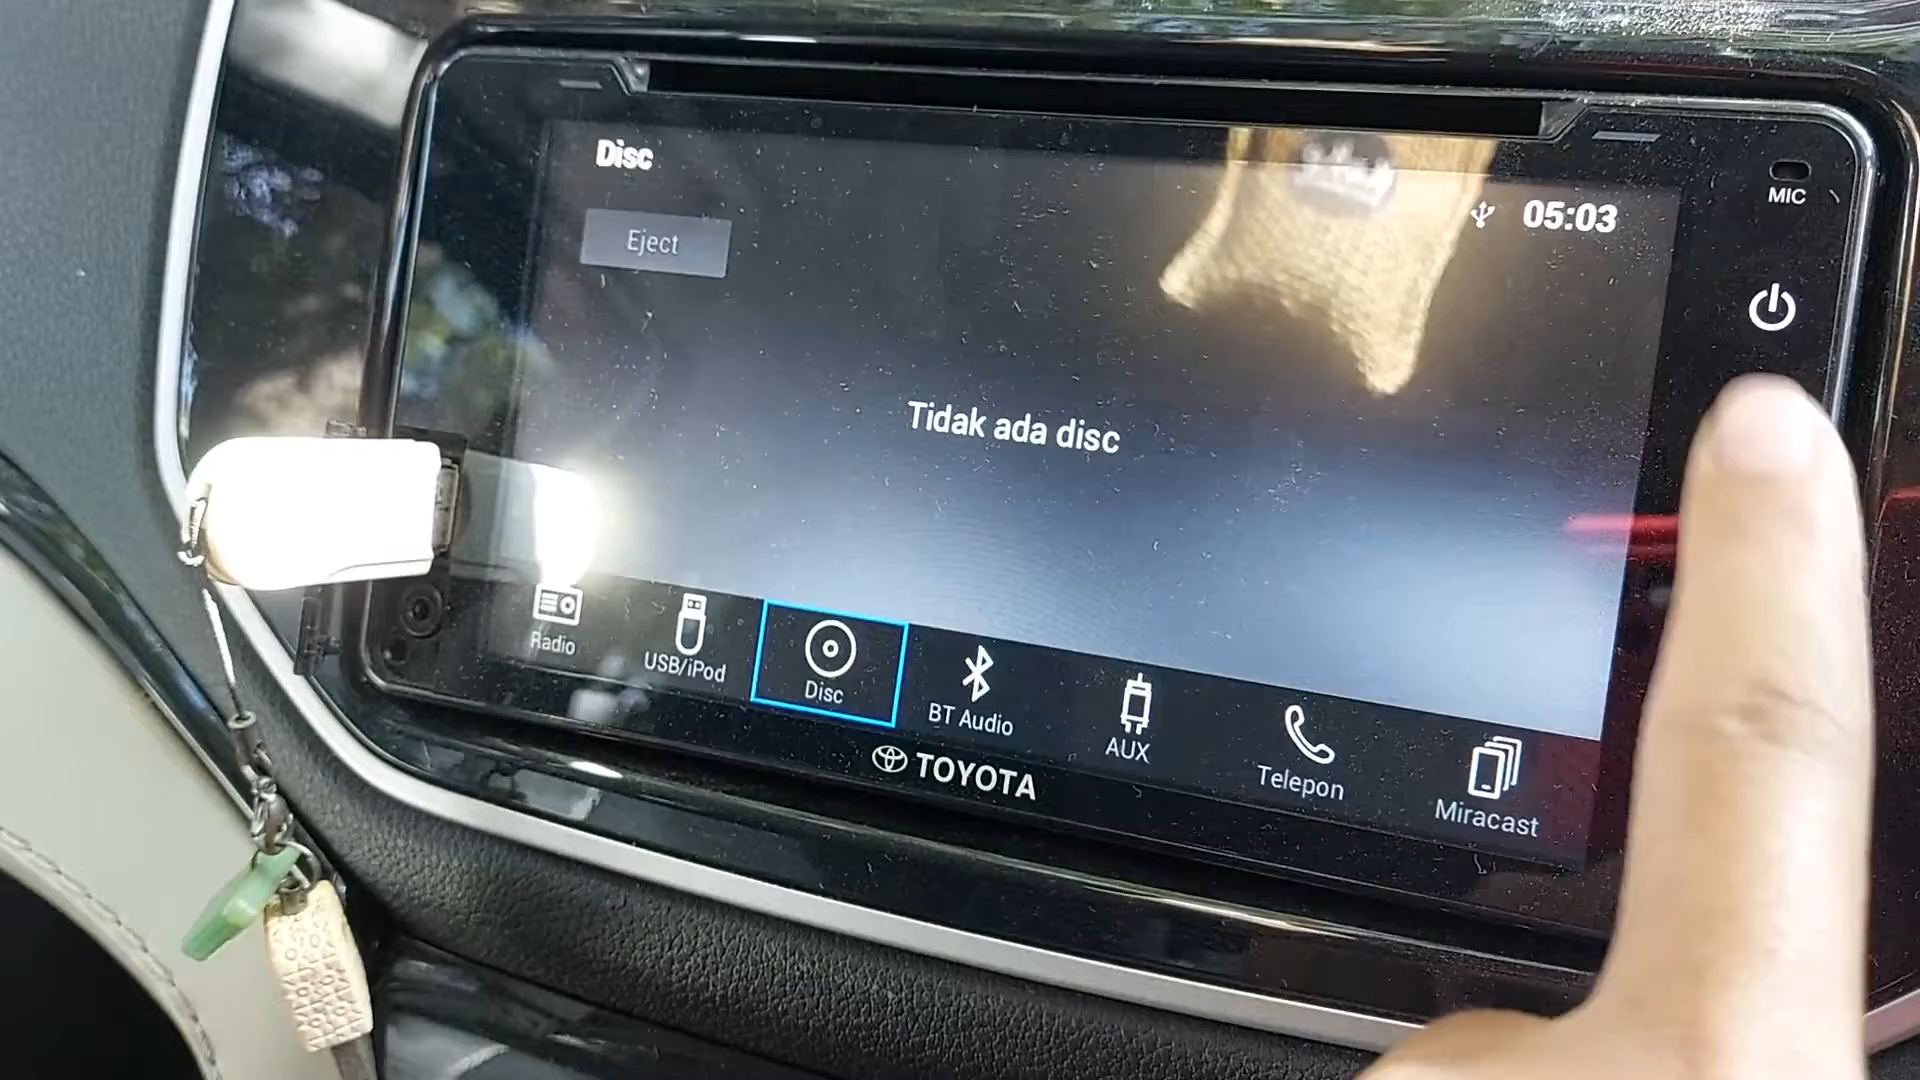 Disc
05:03
MIC
Eject
Tidak ada disc
Radio
USB/iPod
Disc
BT Audio
AUX
Telepon
Miracast
TOYOTA